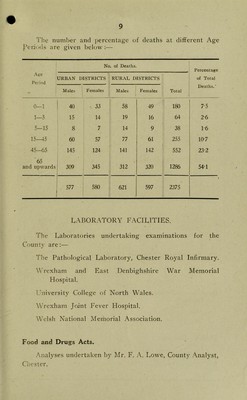 9
The number and percentage of deaths at different Age
Periods are given below :—
Age Period
No. of Deaths.
Percentage of Total Deaths.
URBAN DISTRICTS RURAL DISTRICTS
Males Females Males Females Total
0—1 40 33 58 49 180 7·5
1—5 15 14 19 16 64 2·6
5—15 8 7 14 9 38 1·6
15—45 60 57 77 61 255 10·7
45—65 145 124 141 142 552 23·2
65 and upwards 309 345 312 320 1286 54·1
577 580 621 597 2375
LABORATORY FACILITIES.
The Laboratories undertaking examinations for the
County are:—
The Pathological Laboratory, Chester Royal Infirmary.
Wrexham and East Denbighshire War Memorial
Hospital.
University College of North Wales.
Wrexham Joint Fever Hospital.
Welsh National Memorial Association.
Food and Drugs Acts.
Analyses undertaken by Mr. F. A. Lowe, County Analyst,
Chester.